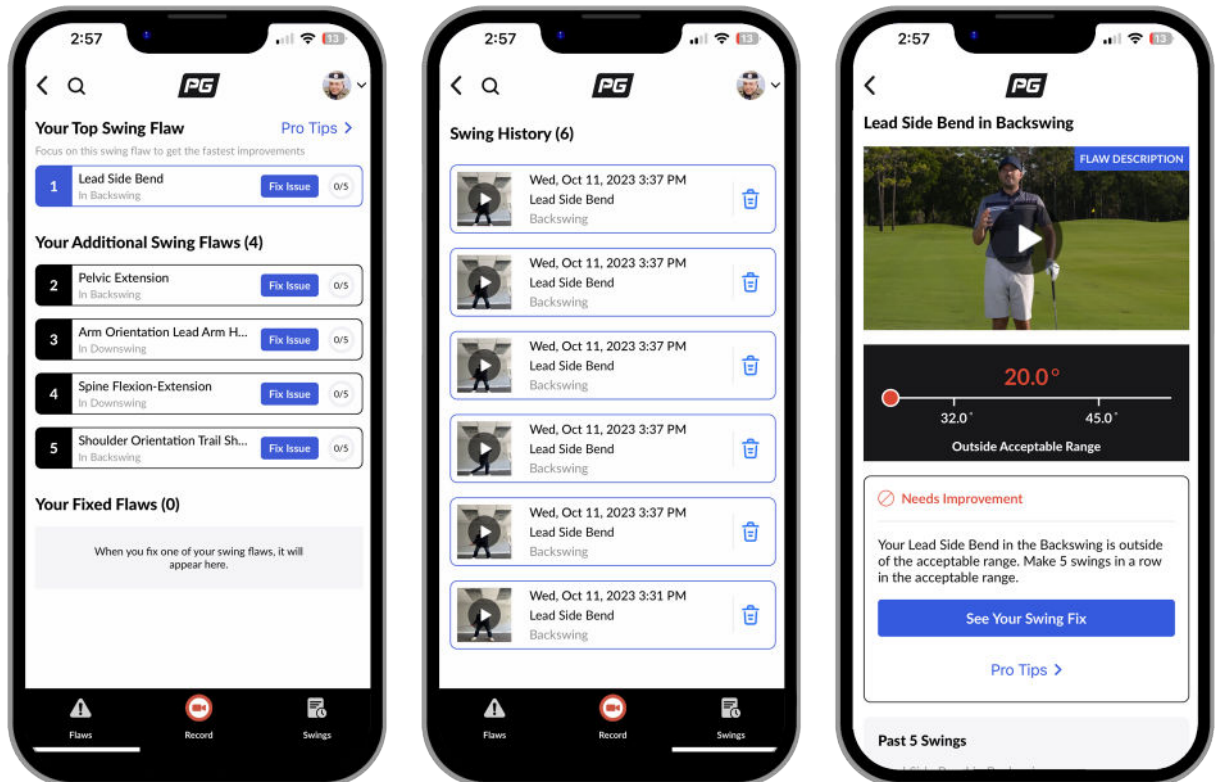 2:57
13
PG
Your Top Swing Flaw
Pro Tips >
Focus on this swing flaw to get the fastest improvements
1
Lead Side Bend
In Backswing
Fix Issue
0/5
Your Additional Swing Flaws (4)
2
Pelvic Extension
In Backswing
Fix Issue
0/5
3
Arm Orientation Lead Arm H...
In Downswing
Fix Issue
0/5
4
Spine Flexion-Extension
In Downswing
Fix Issue
0/5
5
Shoulder Orientation Trail Sh...
In Backswing
Fix Issue
0/5
Your Fixed Flaws (0)
When you fix one of your swing flaws, it will
appear here.
Flaws
Record
Swings
2:57
13
PG
Swing History (6)
Wed, Oct 11, 2023 3:37 PM
Lead Side Bend
Backswing
Wed, Oct 11, 2023 3:37 PM
Lead Side Bend
Backswing
Wed, Oct 11, 2023 3:37 PM
Lead Side Bend
Backswing
Wed, Oct 11, 2023 3:37 PM
Lead Side Bend
Backswing
Wed, Oct 11, 2023 3:37 PM
Lead Side Bend
Backswing
Wed, Oct 11, 2023 3:31 PM
Lead Side Bend
Backswing
Flaws
Record
Swings
2:57
13
PG
Lead Side Bend in Backswing
FLAW DESCRIPTION
20.0°
32.0°
45.0°
Outside Acceptable Range
Needs Improvement
Your Lead Side Bend in the Backswing is outside
of the acceptable range. Make 5 swings in a row
in the acceptable range.
See Your Swing Fix
Pro Tips >
Past 5 Swings